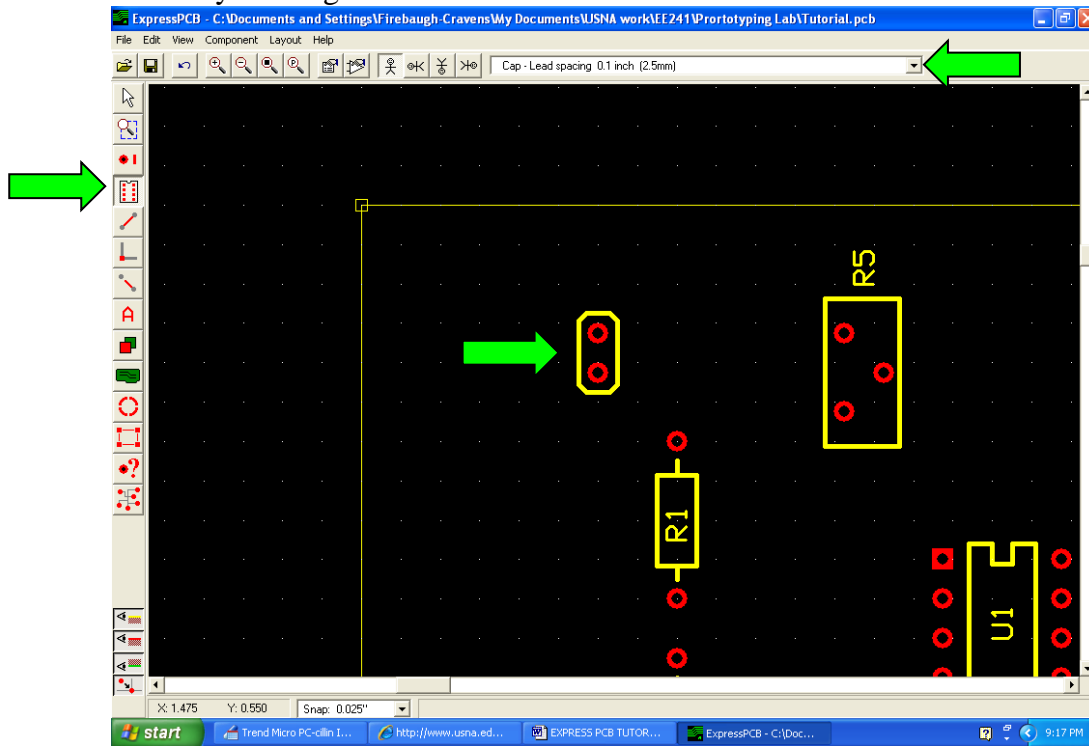 ExpressPCB - C:\Documents and Settings\Firebaugh-Cravens\My Documents\USNA work\EE241\Prortotyping Lab\Tutorial.pcb
File Edit View Component Layout Help
Cap - Lead spacing 0.1 inch (2.5mm)
A
R5
R1
U1
X: 1.475 Y: 0.550 Snap: 0.025"
start Trend Micro PC-cillin I... http://www.usna.ed... EXPRESS PCB TUTOR... ExpressPCB - C:\Doc... 9:17 PM